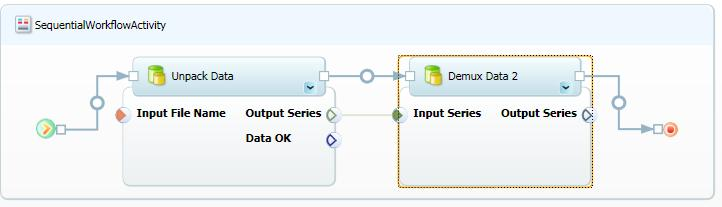 SequentialWorkflowActivity
Unpack Data
Demux Data 2
Input File Name Output Series
Input Series Output Series
Data OK